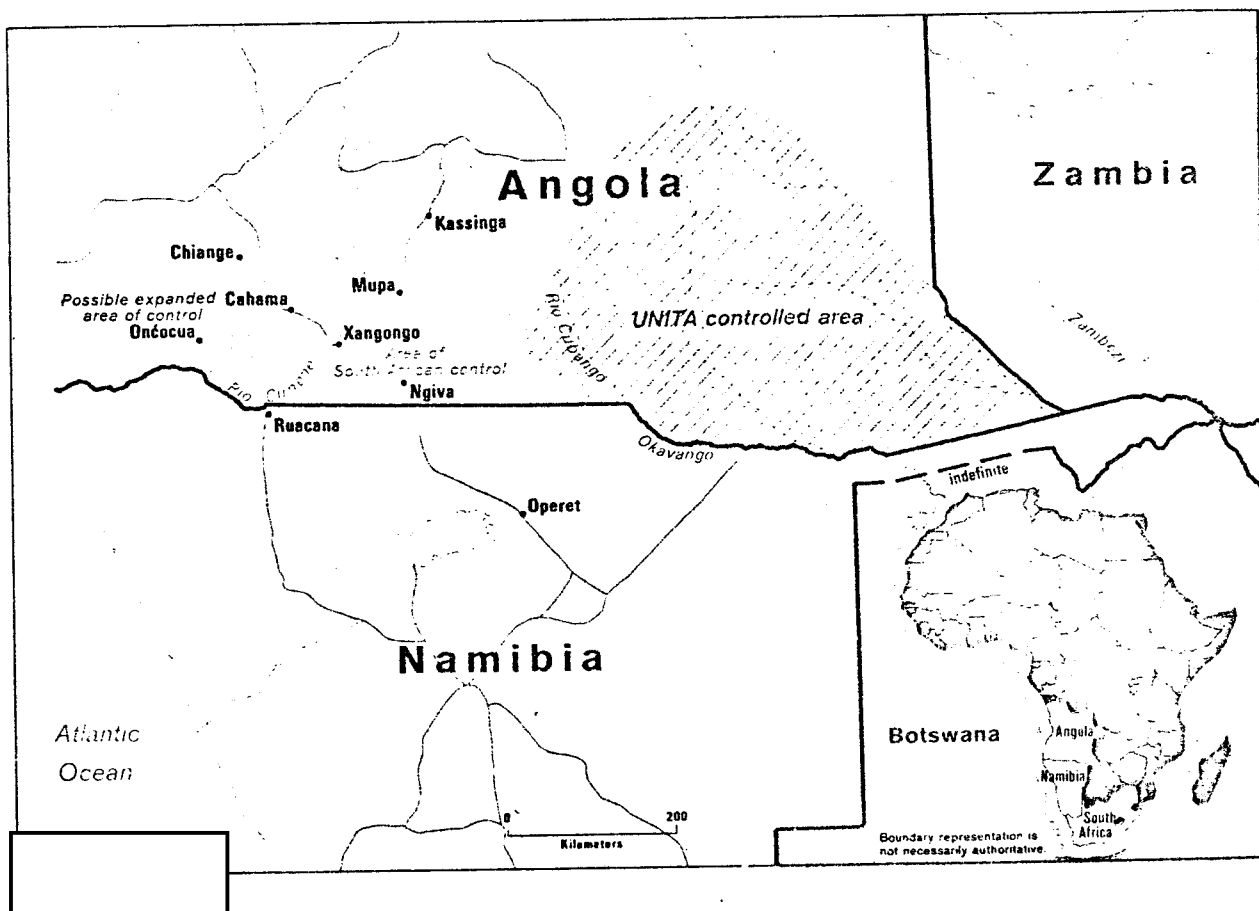 Angola
Zambia
Kassinga
Chiange
Mupa
Possible expanded
area of control
Cahama
Oncocua
Xangongo
Area of
South African control
Ngiva
Rio Cubango
UNITA controlled area
Zambezi
Rio Cunene
Ruacana
Okavango
indefinite
Operet
Namibia
Atlantic
Ocean
Botswana
Angola
Namibia
South
Africa
0
200
Kilometers
Boundary representation is
not necessarily authoritative.